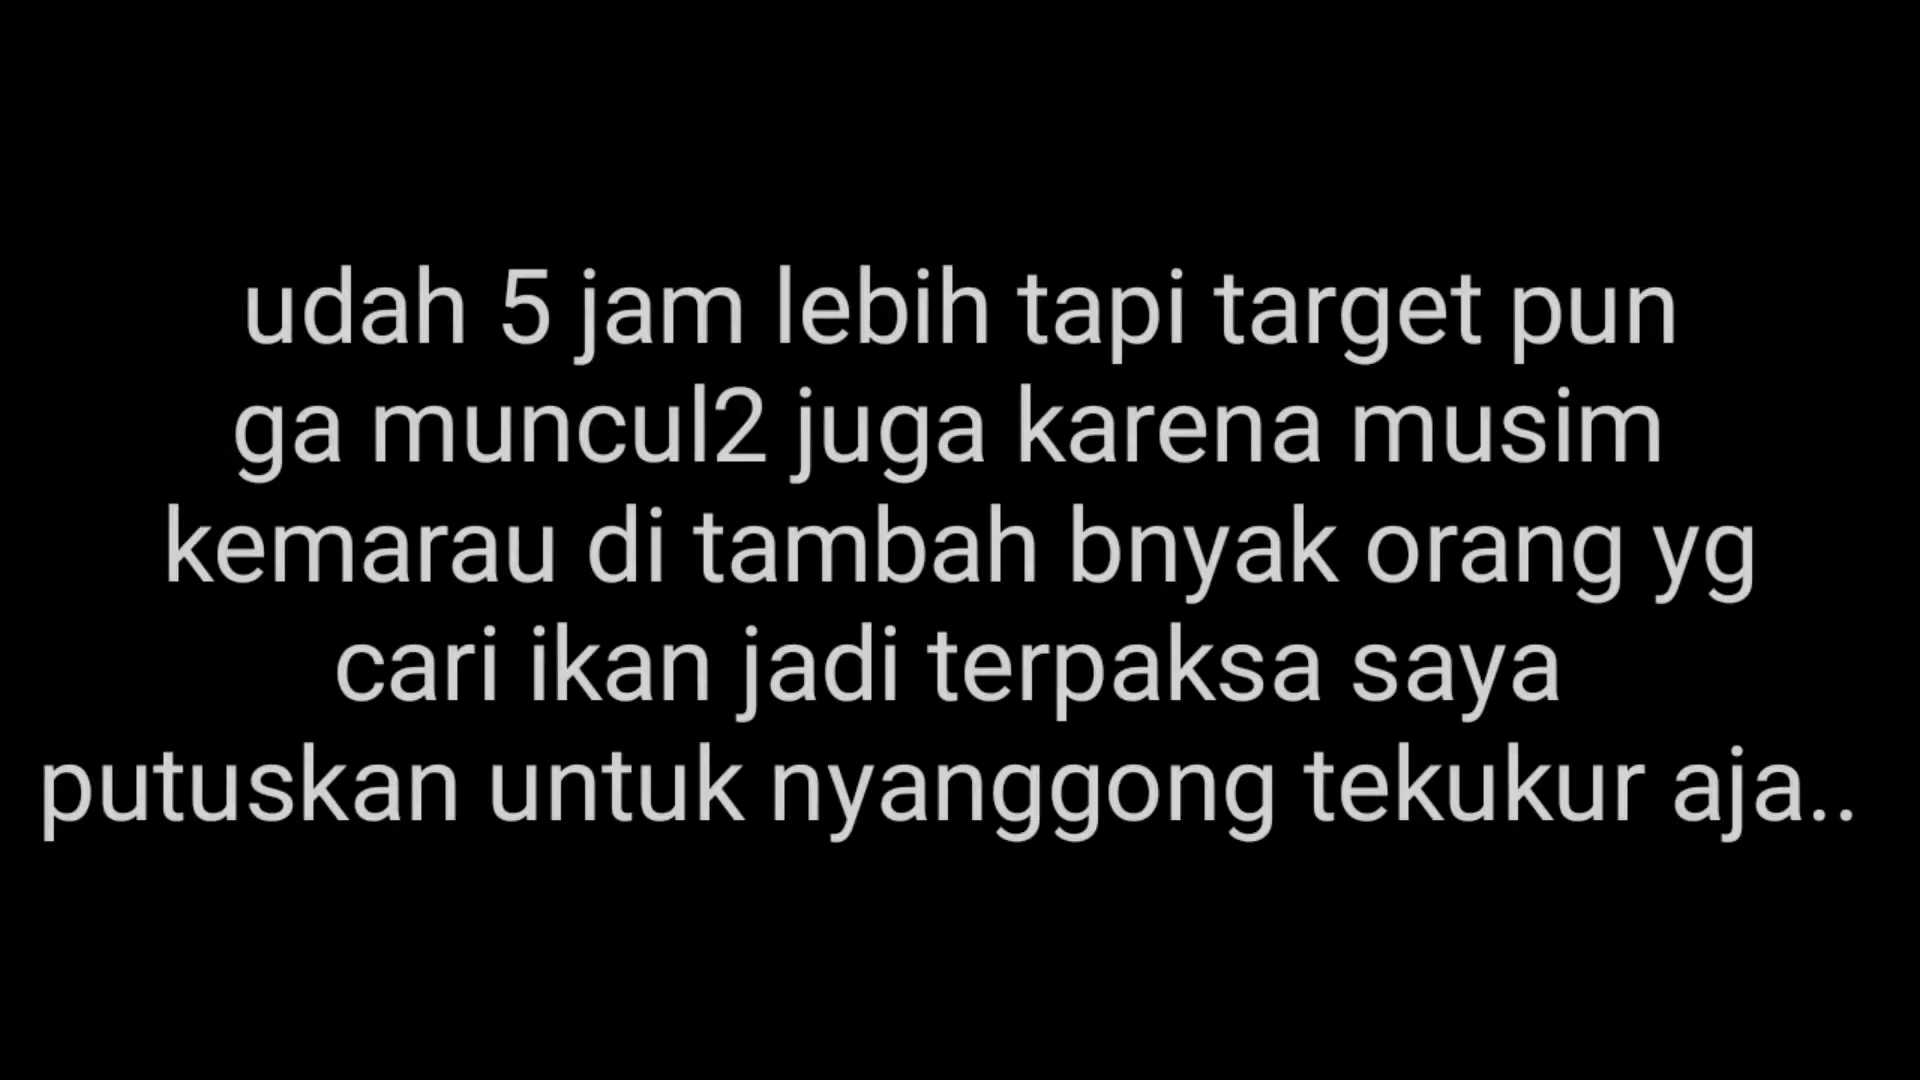 udah 5 jam lebih tapi target pun
ga muncul2 juga karena musim
kemarau di tambah bnyak orang yg
cari ikan jadi terpaksa saya
putuskan untuk nyanggong tekukur aja..